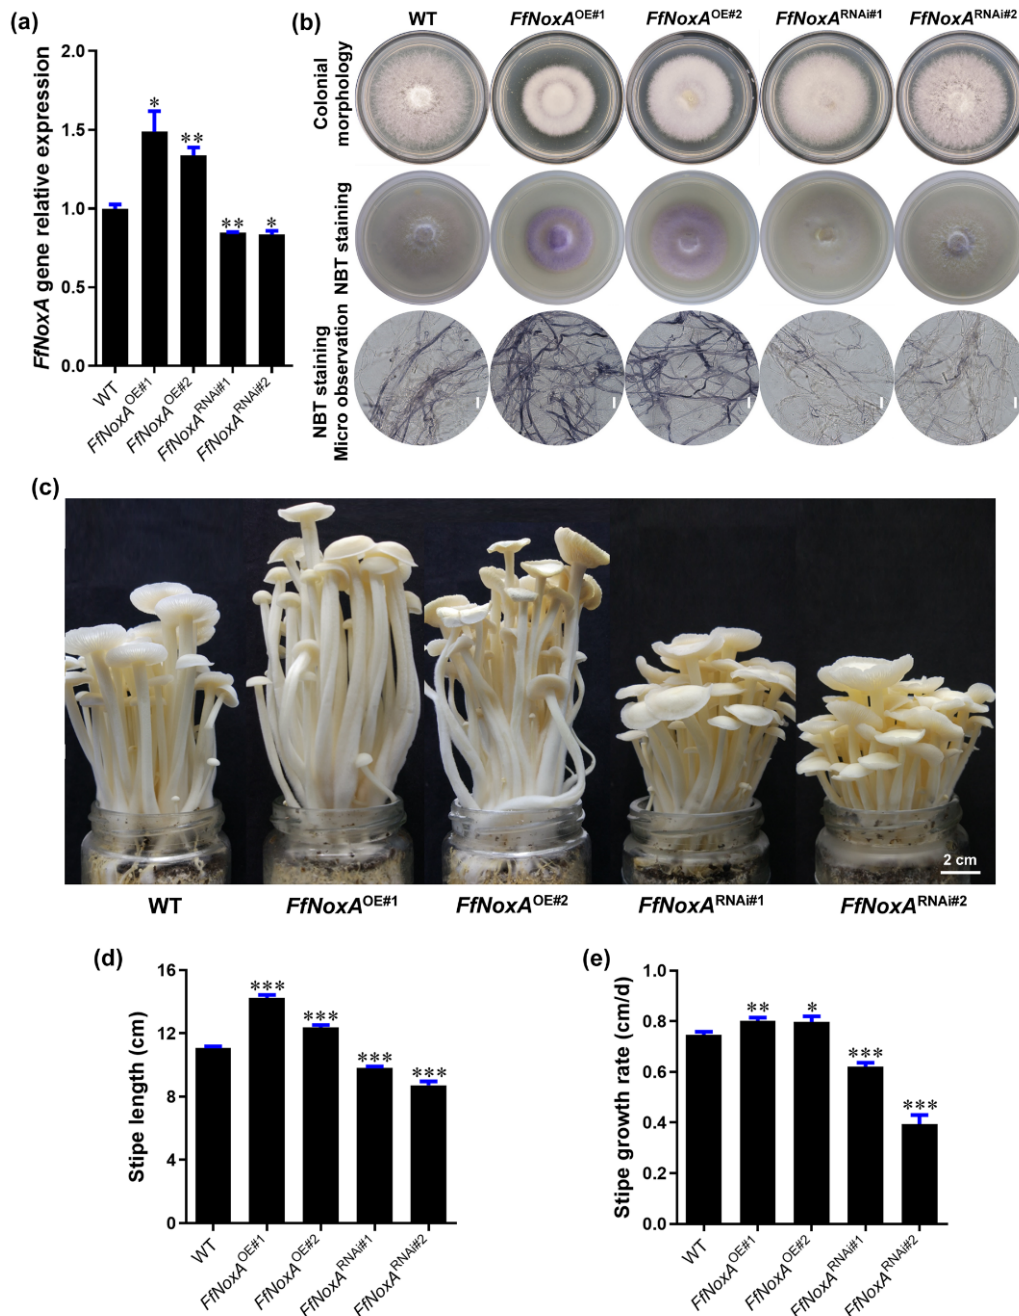 (a)
FfNoxA gene relative expression
2.0
1.5
1.0
0.5
0.0
*
**
**
*
WT
FfNoxA^OE#1
FfNoxA^OE#2
FfNoxA^RNAi#1
FfNoxA^RNAi#2
(b)
WT
FfNoxA^OE#1
FfNoxA^OE#2
FfNoxA^RNAi#1
FfNoxA^RNAi#2
Colonial
morphology
NBT staining
NBT staining
Micro observation
(c)
2 cm
WT
FfNoxA^OE#1
FfNoxA^OE#2
FfNoxA^RNAi#1
FfNoxA^RNAi#2
(d)
Stipe length (cm)
16
12
8
4
0
***
***
***
***
WT
FfNoxA^OE#1
FfNoxA^OE#2
FfNoxA^RNAi#1
FfNoxA^RNAi#2
(e)
Stipe growth rate (cm/d)
1.0
0.8
0.6
0.4
0.2
0.0
**
*
***
***
WT
FfNoxA^OE#1
FfNoxA^OE#2
FfNoxA^RNAi#1
FfNoxA^RNAi#2